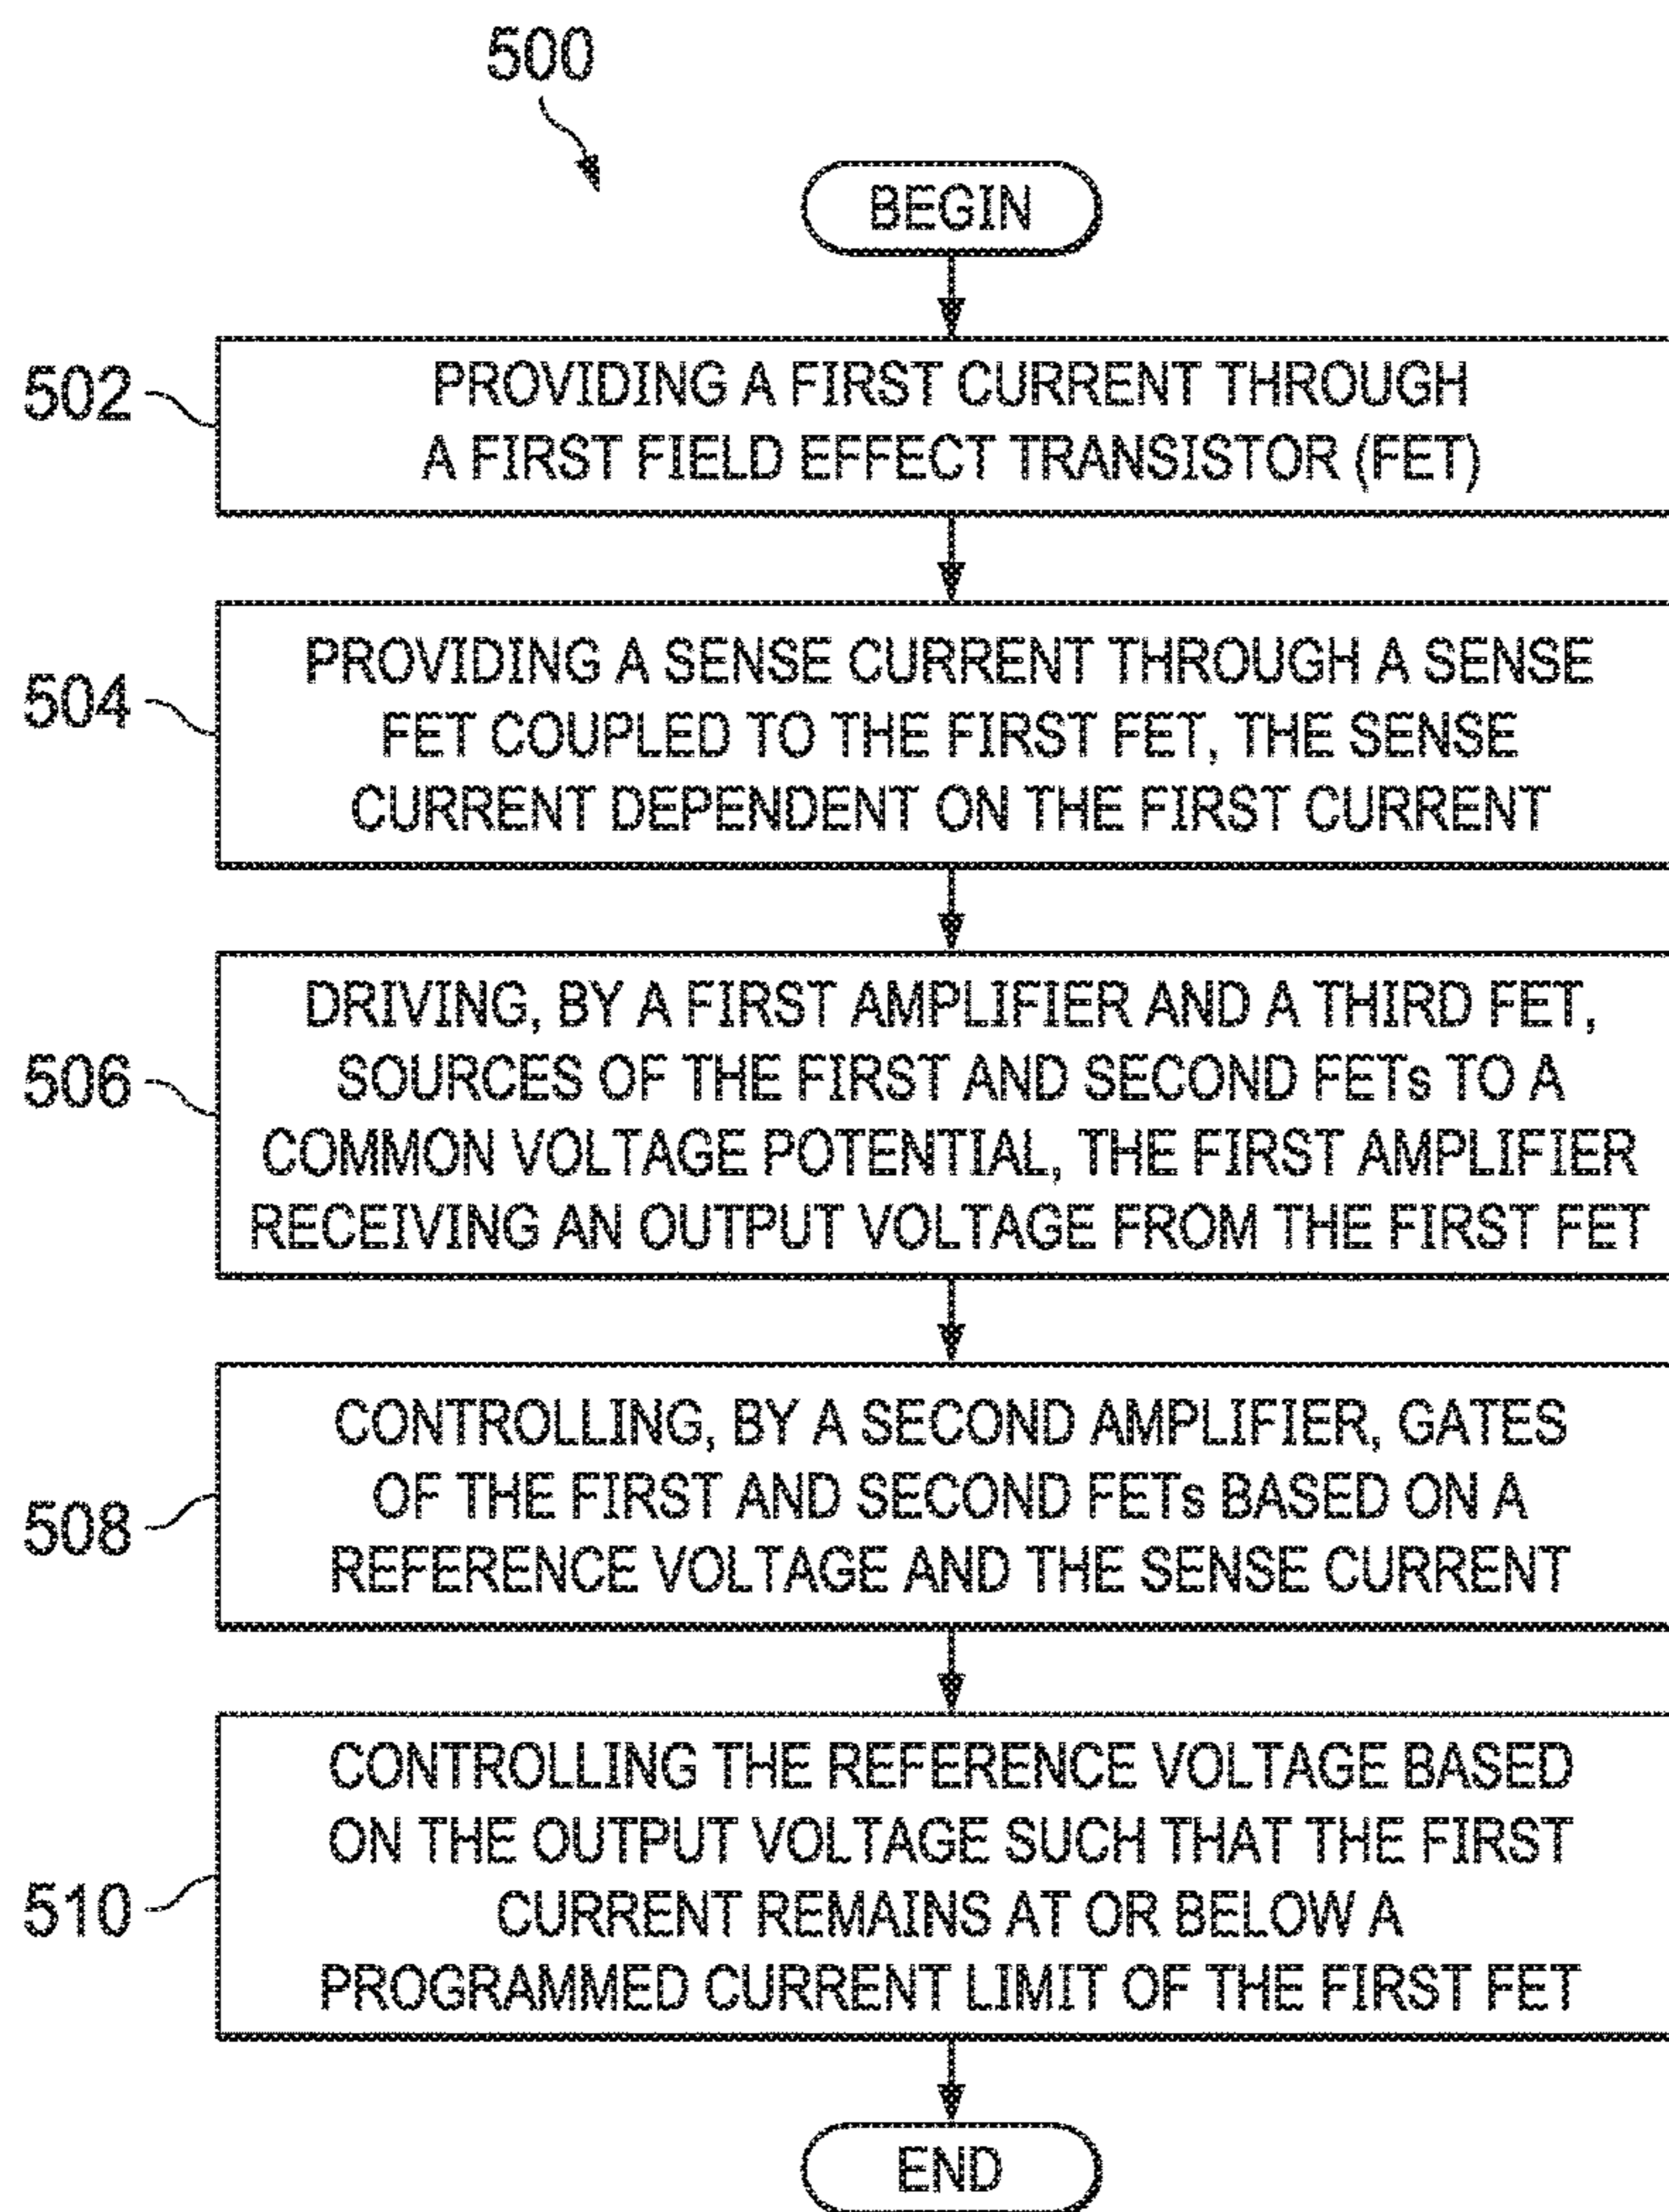 500
BEGIN
502
PROVIDING A FIRST CURRENT THROUGH
A FIRST FIELD EFFECT TRANSISTOR (FET)
504
PROVIDING A SENSE CURRENT THROUGH A SENSE
FET COUPLED TO THE FIRST FET, THE SENSE
CURRENT DEPENDENT ON THE FIRST CURRENT
506
DRIVING, BY A FIRST AMPLIFIER AND A THIRD FET,
SOURCES OF THE FIRST AND SECOND FETs TO A
COMMON VOLTAGE POTENTIAL, THE FIRST AMPLIFIER
RECEIVING AN OUTPUT VOLTAGE FROM THE FIRST FET
508
CONTROLLING, BY A SECOND AMPLIFIER, GATES
OF THE FIRST AND SECOND FETs BASED ON A
REFERENCE VOLTAGE AND THE SENSE CURRENT
510
CONTROLLING THE REFERENCE VOLTAGE BASED
ON THE OUTPUT VOLTAGE SUCH THAT THE FIRST
CURRENT REMAINS AT OR BELOW A
PROGRAMMED CURRENT LIMIT OF THE FIRST FET
END